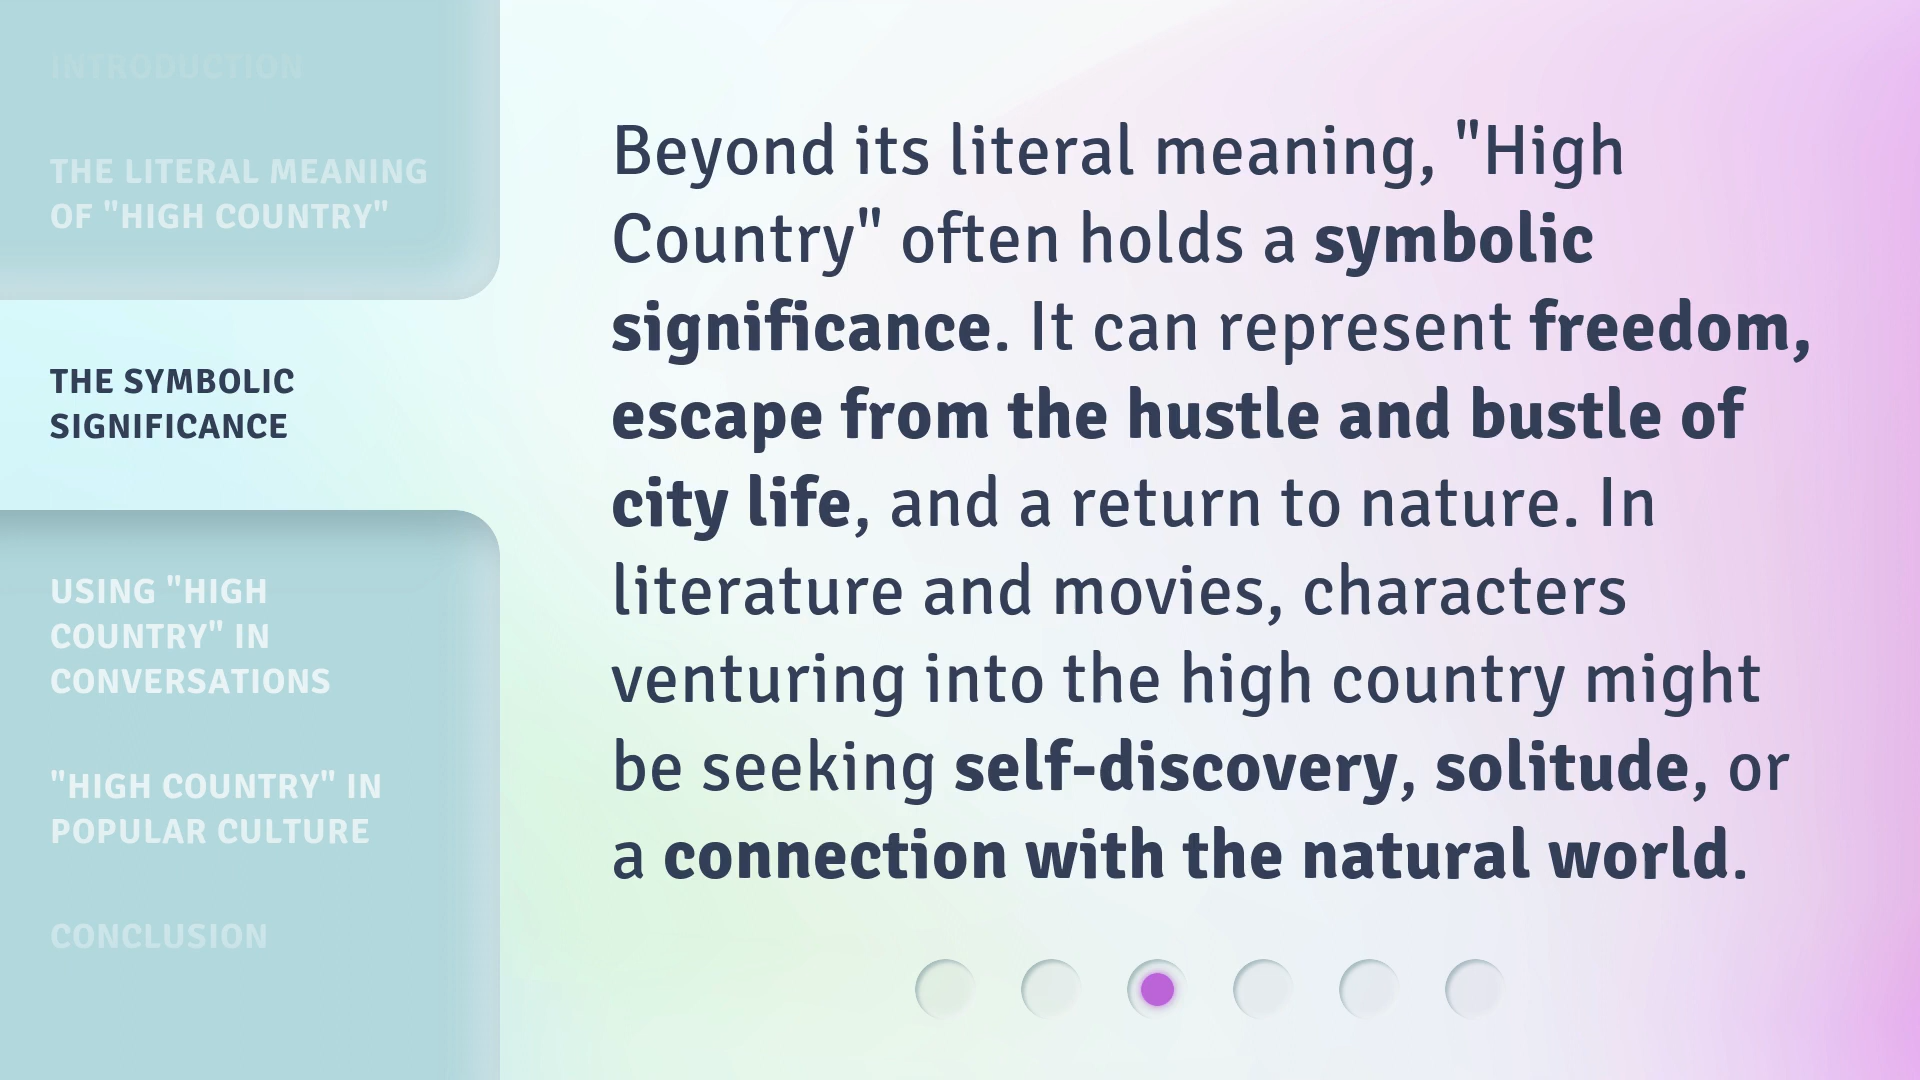 INTRODUCTION
THE LITERAL MEANING
OF "HIGH COUNTRY"
THE SYMBOLIC
SIGNIFICANCE
USING "HIGH
COUNTRY" IN
CONVERSATIONS
"HIGH COUNTRY" IN
POPULAR CULTURE
CONCLUSION
Beyond its literal meaning, "High
Country" often holds a symbolic
significance. It can represent freedom,
escape from the hustle and bustle of
city life, and a return to nature. In
literature and movies, characters
venturing into the high country might
be seeking self-discovery, solitude, or
a connection with the natural world.